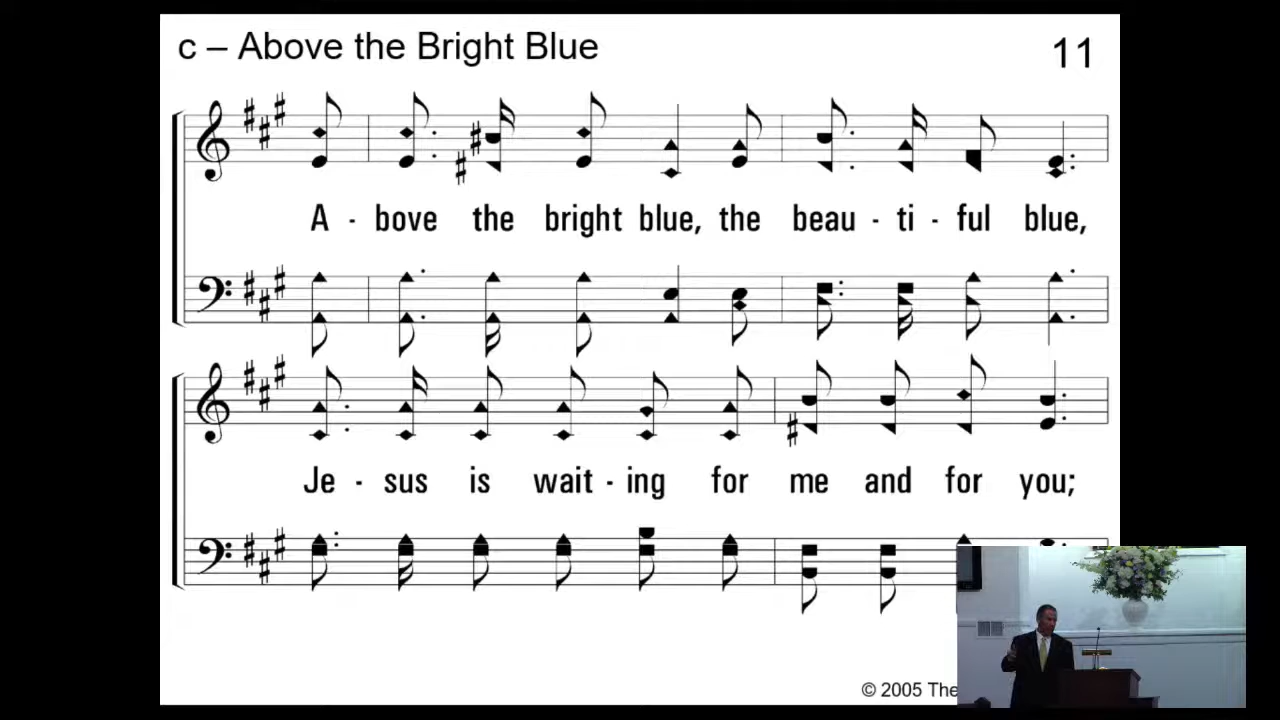 c – Above the Bright Blue
11
A - bove the bright blue, the beau - ti - ful blue,
Je - sus is wait - ing for me and for you;
© 2005 The